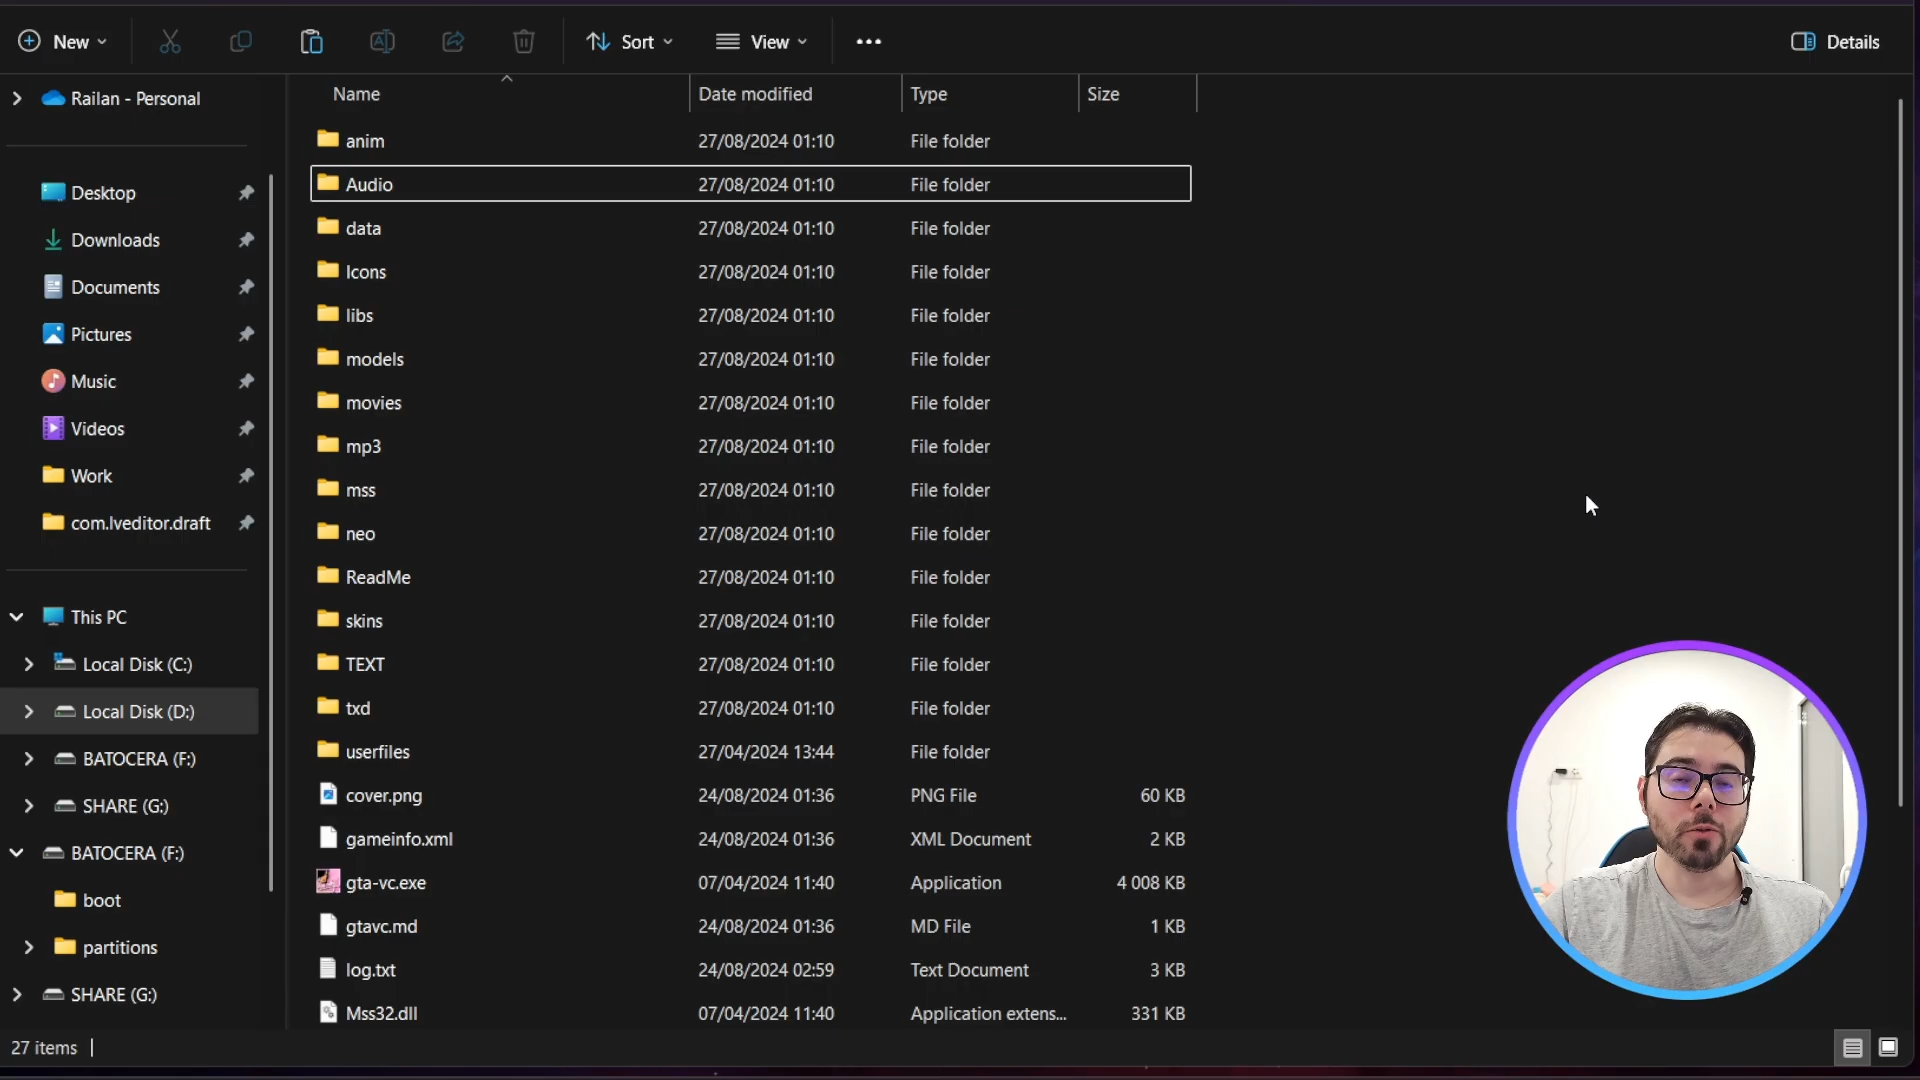 New
Sort
View
Details
Railan - Personal
Desktop
Downloads
Documents
Pictures
Music
Videos
Work
com.lveditor.draft
This PC
Local Disk (C:)
Local Disk (D:)
BATOCERA (F:)
SHARE (G:)
BATOCERA (F:)
boot
partitions
SHARE (G:)
Name Date modified Type Size
anim 27/08/2024 01:10 File folder
Audio 27/08/2024 01:10 File folder
data 27/08/2024 01:10 File folder
Icons 27/08/2024 01:10 File folder
libs 27/08/2024 01:10 File folder
models 27/08/2024 01:10 File folder
movies 27/08/2024 01:10 File folder
mp3 27/08/2024 01:10 File folder
mss 27/08/2024 01:10 File folder
neo 27/08/2024 01:10 File folder
ReadMe 27/08/2024 01:10 File folder
skins 27/08/2024 01:10 File folder
TEXT 27/08/2024 01:10 File folder
txd 27/08/2024 01:10 File folder
userfiles 27/04/2024 13:44 File folder
cover.png 24/08/2024 01:36 PNG File 60 KB
gameinfo.xml 24/08/2024 01:36 XML Document 2 KB
gta-vc.exe 07/04/2024 11:40 Application 4 008 KB
gtavc.md 24/08/2024 01:36 MD File 1 KB
log.txt 24/08/2024 02:59 Text Document 3 KB
Mss32.dll 07/04/2024 11:40 Application extens... 331 KB
27 items